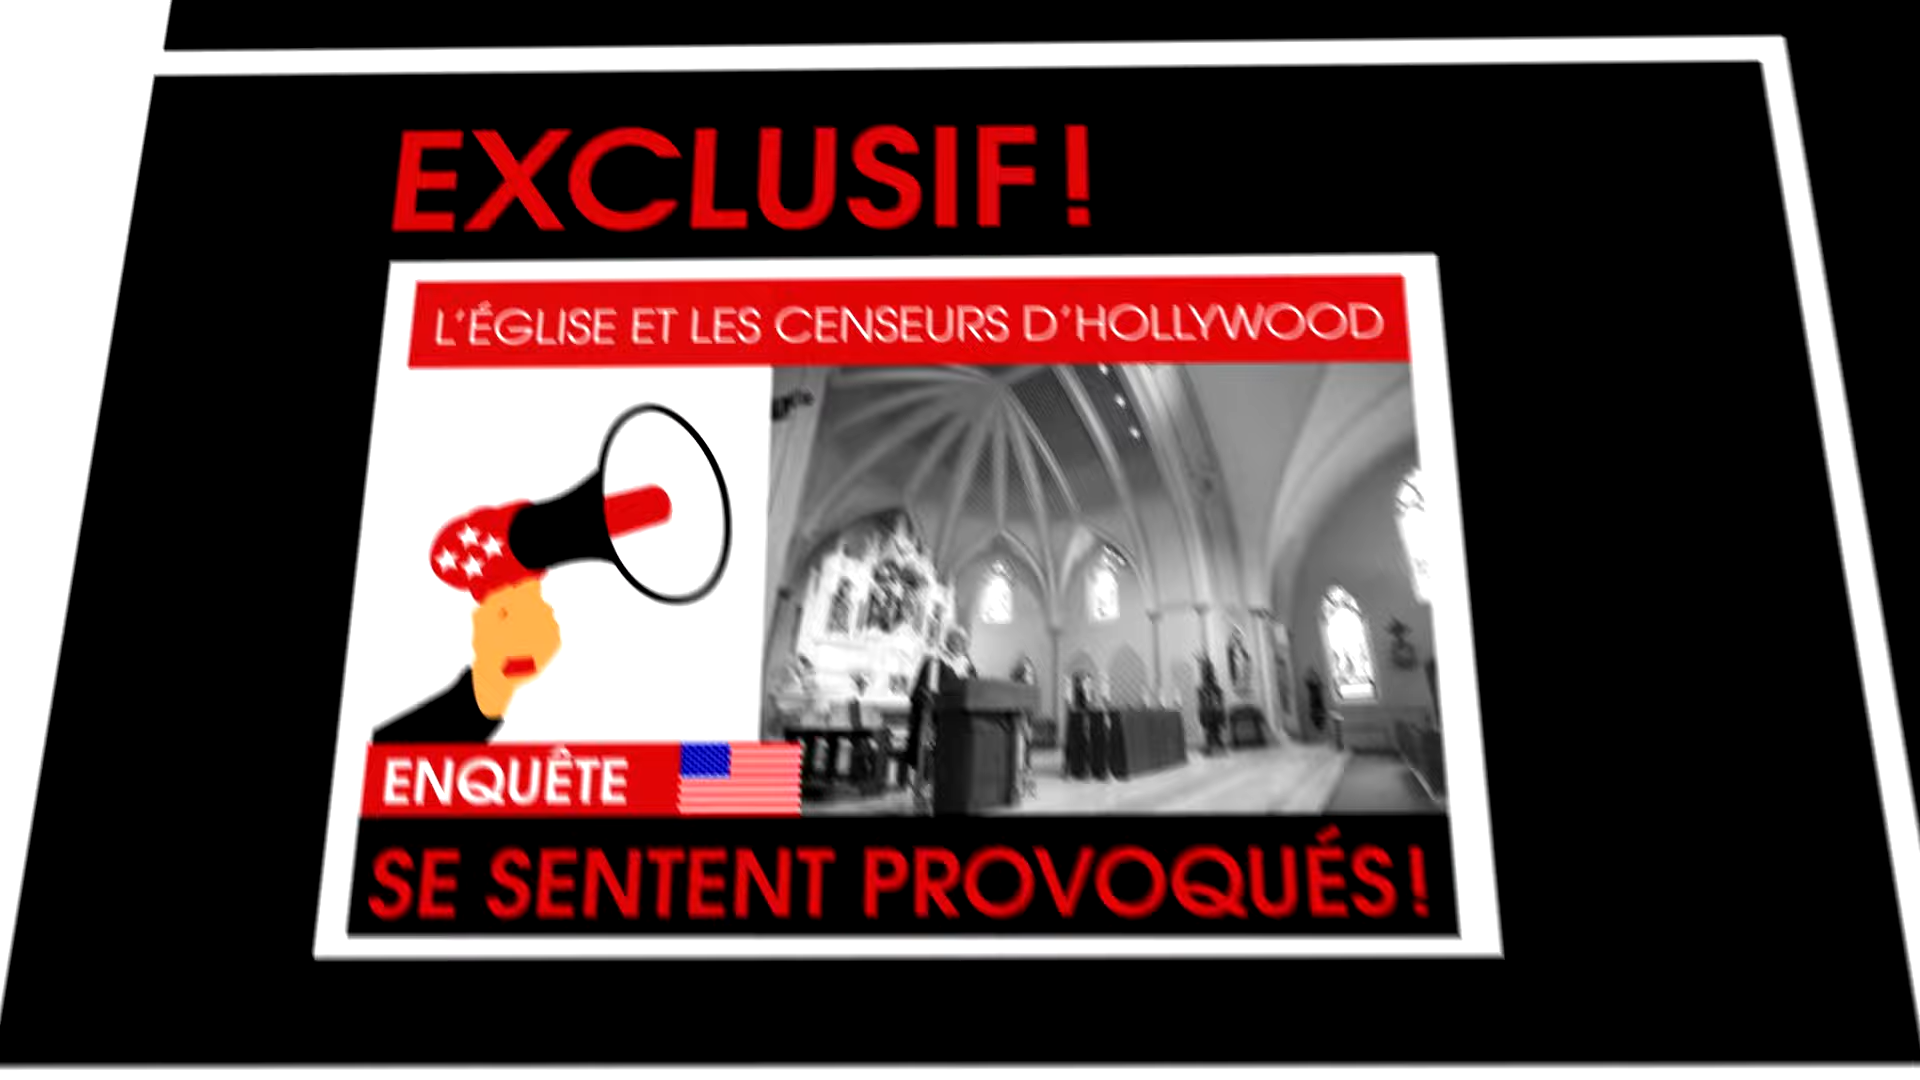 EXCLUSIF !
L'ÉGLISE ET LES CENSEURS D'HOLLYWOOD
ENQUÊTE
SE SENTENT PROVOQUÉS !